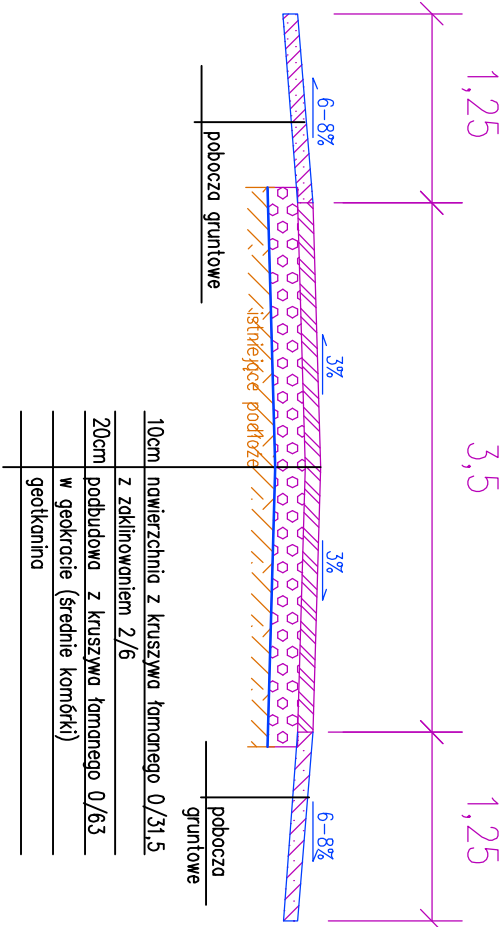 1,25
3,5
1,25
6-8%
3%
3%
6-8%
pobocza gruntowe
istniejące podłoże
pobocza
gruntowe
10cm nawierzchnia z kruszywa łamanego 0/31,5
z zaklinowaniem 2/6
20cm podbudowa z kruszywa łamanego 0/63
w geokracie (średnie komórki)
geotkanina